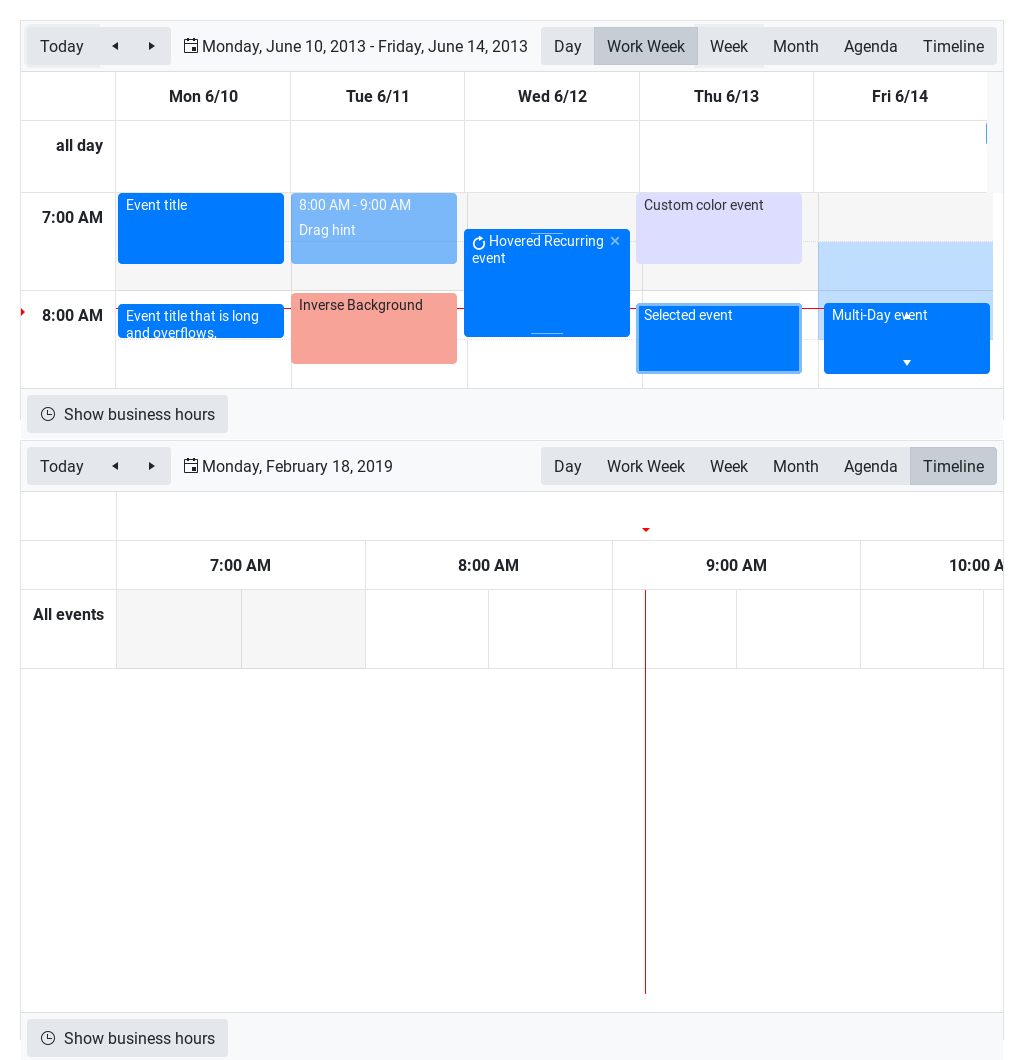 Today Monday, June 10, 2013 - Friday, June 14, 2013 Day Work Week Week Month Agenda Timeline
Mon 6/10 Tue 6/11 Wed 6/12 Thu 6/13 Fri 6/14
all day
7:00 AM
Event title
8:00 AM - 9:00 AM
Drag hint
Hovered Recurring
event
Custom color event
8:00 AM
Event title that is long
and overflows.
Inverse Background
Selected event
Multi-Day event
Show business hours
Today Monday, February 18, 2019 Day Work Week Week Month Agenda Timeline
7:00 AM 8:00 AM 9:00 AM 10:00 A
All events
Show business hours